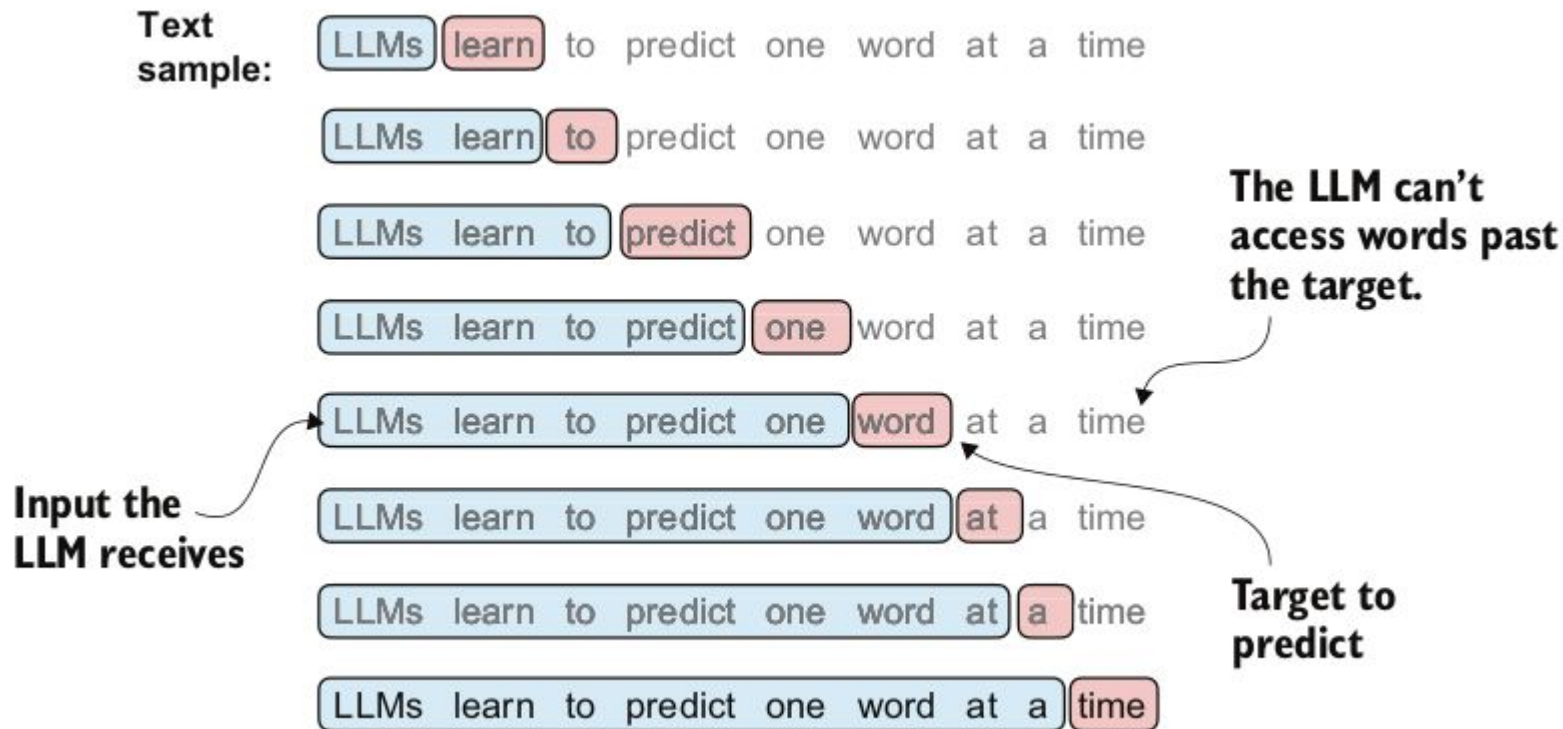 Text
sample:
LLMs learn to predict one word at a time
LLMs learn to predict one word at a time
LLMs learn to predict one word at a time
LLMs learn to predict one word at a time
LLMs learn to predict one word at a time
LLMs learn to predict one word at a time
LLMs learn to predict one word at a time
LLMs learn to predict one word at a time
The LLM can’t
access words past
the target.
Input the
LLM receives
Target to
predict